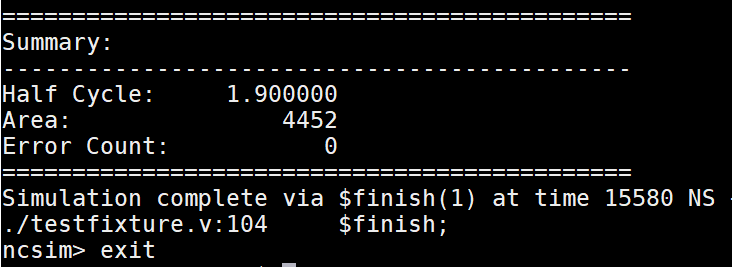 =============================================
Summary:
---------------------------------------------
Half Cycle:     1.900000
Area:               4452
Error Count:           0
=============================================
Simulation complete via $finish(1) at time 15580 NS
./testfixture.v:104     $finish;
ncsim> exit